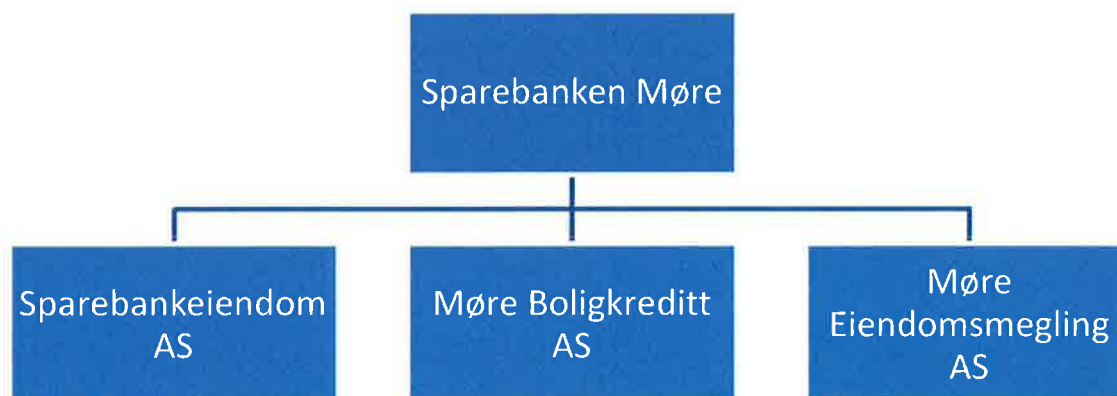 Sparebanken Møre
Sparebankeiendom
AS
Møre Boligkreditt
AS
Møre
Eiendomsmegling
AS